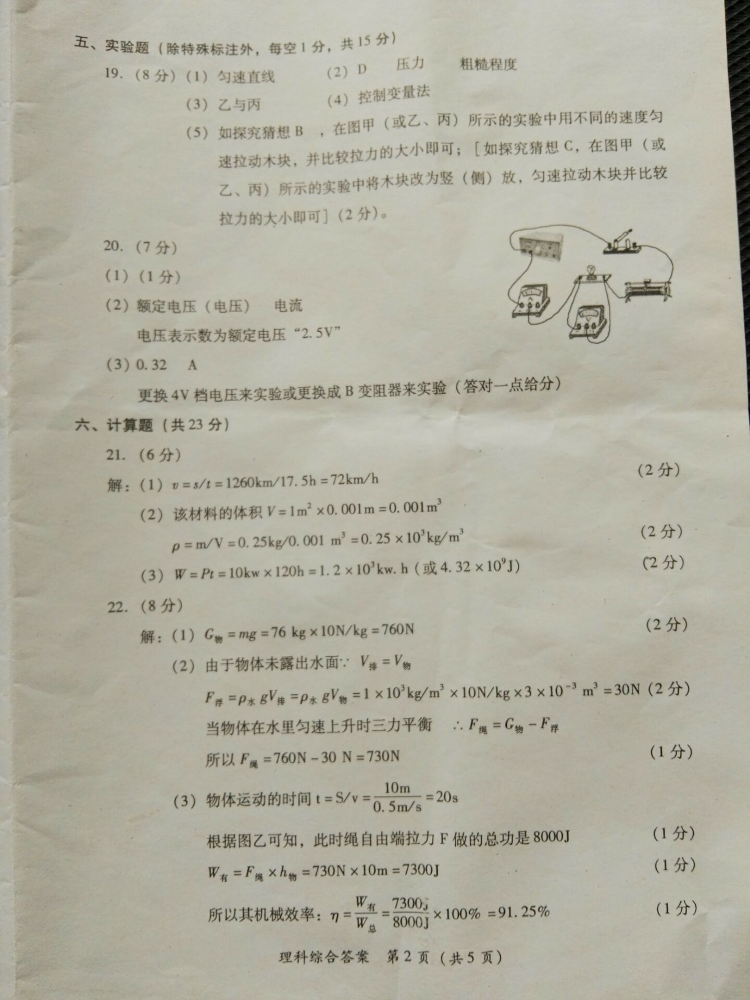 五、实验题(除特殊标注外，每空1分，共15分)
19. (8分) (1) 匀速直线 (2) D 压力 粗糙程度
(3) 乙与丙 (4) 控制变量法
(5) 如探究猜想 B ，在图甲(或乙、丙)所示的实验中用不同的速度匀
速拉动木块，并比较拉力的大小即可；[如探究猜想 C，在图甲(或
乙、丙)所示的实验中将木块改为竖(侧)放，匀速拉动木块并比较
拉力的大小即可](2分)。
20. (7分)
(1) (1分)
(2) 额定电压(电压) 电流
电压表示数为额定电压“2.5V”
(3) 0.32 A
更换 4V 档电压来实验或更换成 B 变阻器来实验(答对一点给分)
六、计算题(共23分)
21. (6分)
解：(1) v = s/t = 1260km/17.5h = 72km/h (2分)
(2) 该材料的体积 V = 1m² × 0.001m = 0.001m³
ρ = m/V = 0.25kg/0.001 m³ = 0.25 × 10³kg/m³ (2分)
(3) W = Pt = 10kw × 120h = 1.2 × 10³kw.h (或 4.32 × 10⁹J) (2分)
22. (8分)
解：(1) G物 = mg = 76 kg × 10N/kg = 760N (2分)
(2) 由于物体未露出水面∵ V排 = V物
F浮 = ρ水 gV排 = ρ水 gV物 = 1 × 10³kg/m³ × 10N/kg × 3 × 10⁻³ m³ = 30N (2分)
当物体在水里匀速上升时三力平衡 ∴ F绳 = G物 - F浮
所以 F绳 = 760N - 30 N = 730N (1分)
(3) 物体运动的时间 t = S/v = 10m / 0.5m/s = 20s
根据图乙可知，此时绳自由端拉力 F 做的总功是 8000J (1分)
W有 = F绳 × h物 = 730N × 10m = 7300J (1分)
所以其机械效率：η = W有/W总 = 7300J/8000J × 100% = 91.25% (1分)
理科综合答案 第2页(共5页)